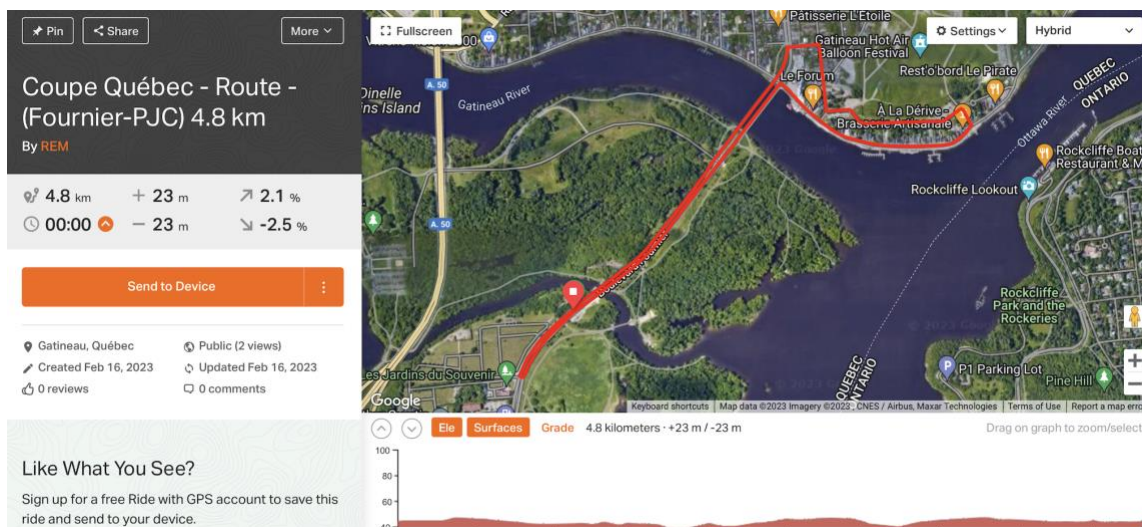 Pin
Share
More
Coupe Québec - Route -
(Fournier-PJC) 4.8 km
By REM
4.8 km
+ 23 m
2.1 %
00:00
− 23 m
-2.5 %
Send to Device
Gatineau, Québec
Public (2 views)
Created Feb 16, 2023
Updated Feb 16, 2023
0 reviews
0 comments
Like What You See?
Sign up for a free Ride with GPS account to save this
ride and send to your device.
Fullscreen
Settings
Hybrid
Pâtisserie L'Etoile
Gatineau Hot Air
Balloon Festival
Le Forum
Rest'o'bord Le Pirate
À La Dérive -
Brasserie Artisanale
A. 50
Gatineau River
A. 50
QUEBEC
ONTARIO
Ottawa River
Rockcliffe Boat
Restaurant & M
Rockcliffe Lookout
Rockcliffe
Park and the
Rockeries
P1 Parking Lot
Pine Hill
QUEBEC
ONTARIO
es Jardins du Souvenir
Google
Keyboard shortcuts
Map data ©2023 Imagery ©2023 , CNES / Airbus, Maxar Technologies
Terms of Use
Report a map erro
Ele
Surfaces
Grade
4.8 kilometers · +23 m / -23 m
Drag on graph to zoom/select
100
80
60
40